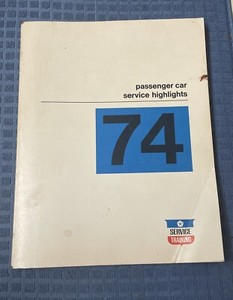 passenger car
service highlights
74
SERVICE
TRAINING